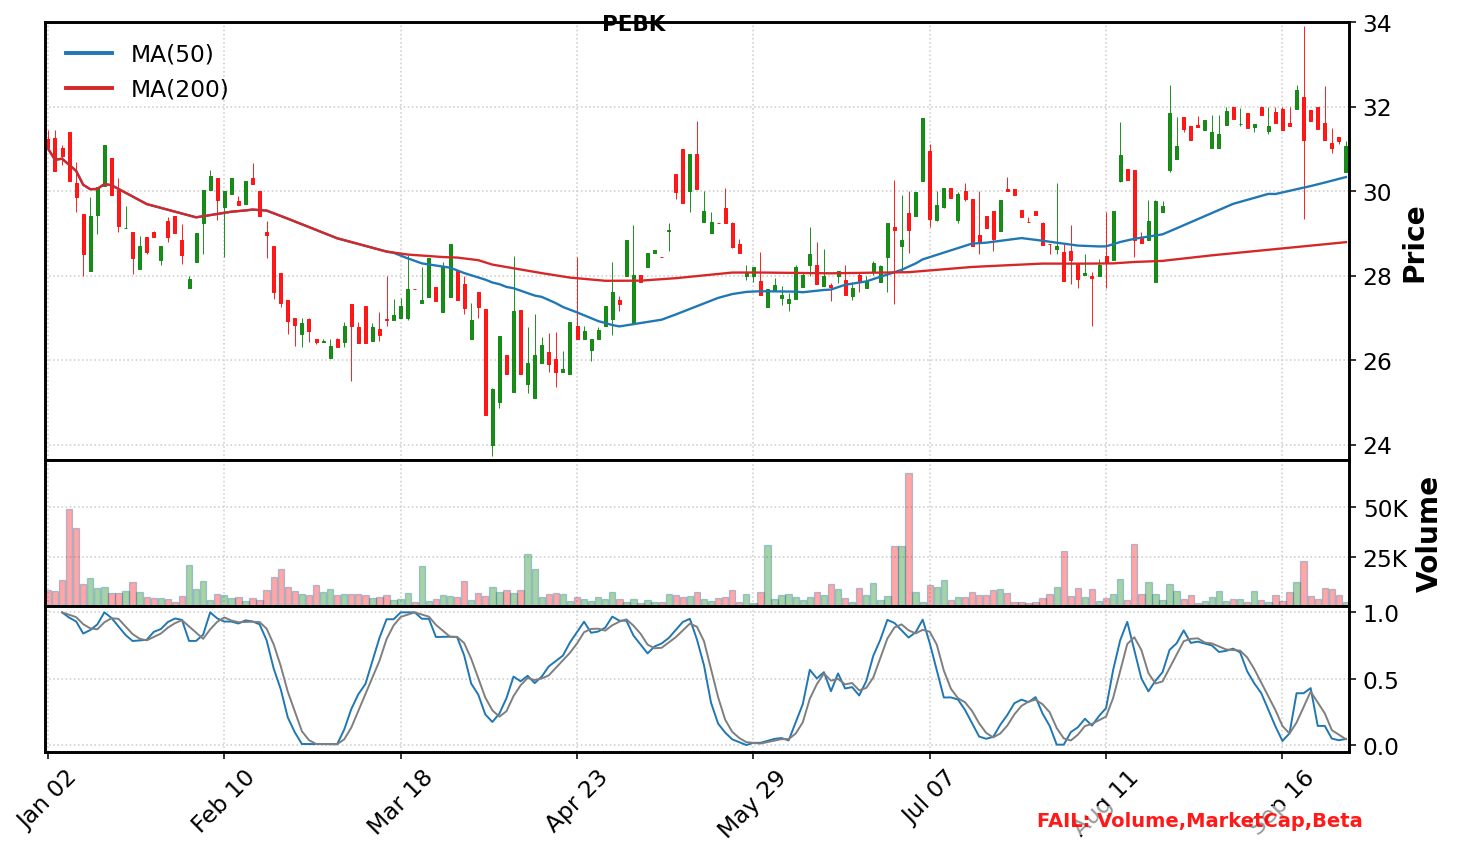 PEBK
MA(50)
MA(200)
34
32
30
28
26
24
Price
50K
25K
Volume
1.0
0.5
0.0
Jan 02
Feb 10
Mar 18
Apr 23
May 29
Jul 07
Aug 11
Sep 16
FAIL: Volume,MarketCap,Beta